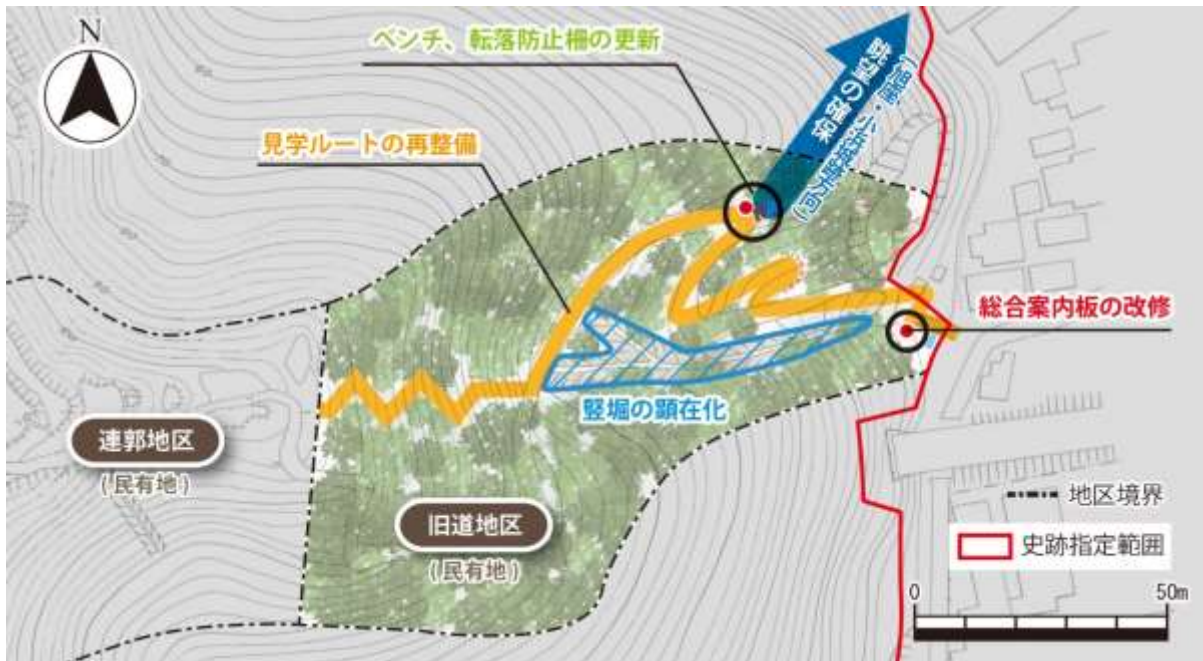 N
ベンチ、転落防止柵の更新
眺望の確保
見学ルートの再整備
総合案内板の改修
竪堀の顕在化
連郭地区
(民有地)
旧道地区
(民有地)
地区境界
史跡指定範囲
0
50m